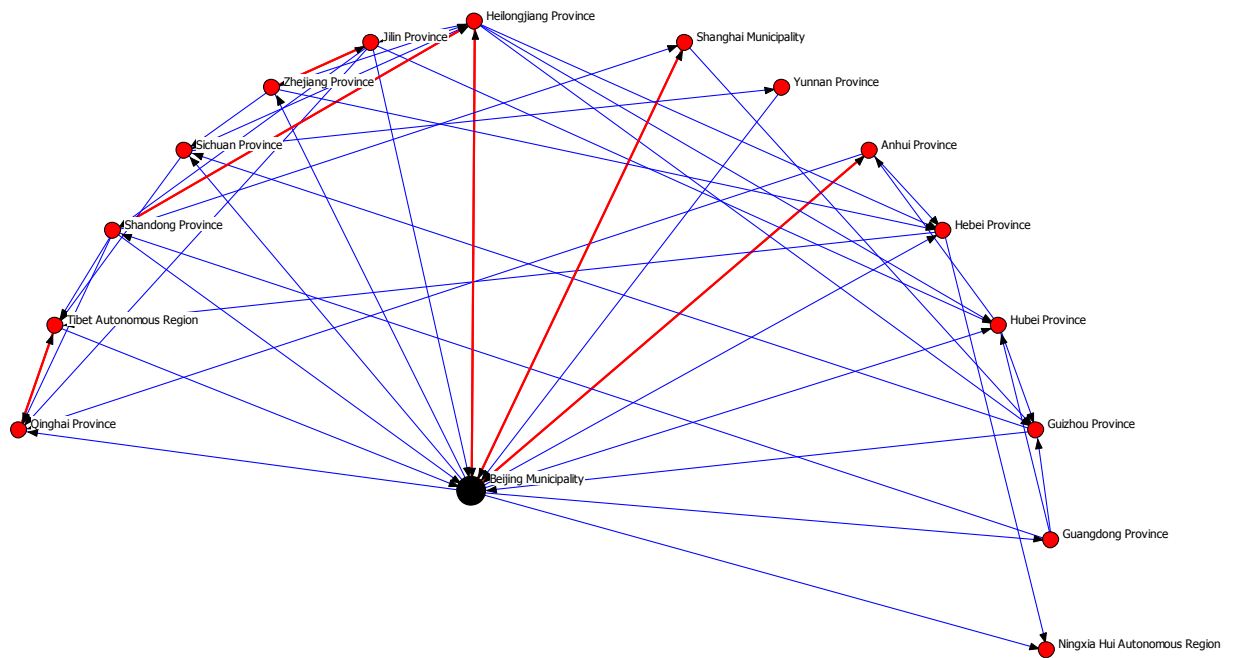 Heilongjiang Province
Jilin Province
Shanghai Municipality
Zhejiang Province
Yunnan Province
Sichuan Province
Anhui Province
Shandong Province
Hebei Province
Tibet Autonomous Region
Hubei Province
Qinghai Province
Guizhou Province
Beijing Municipality
Guangdong Province
Ningxia Hui Autonomous Region